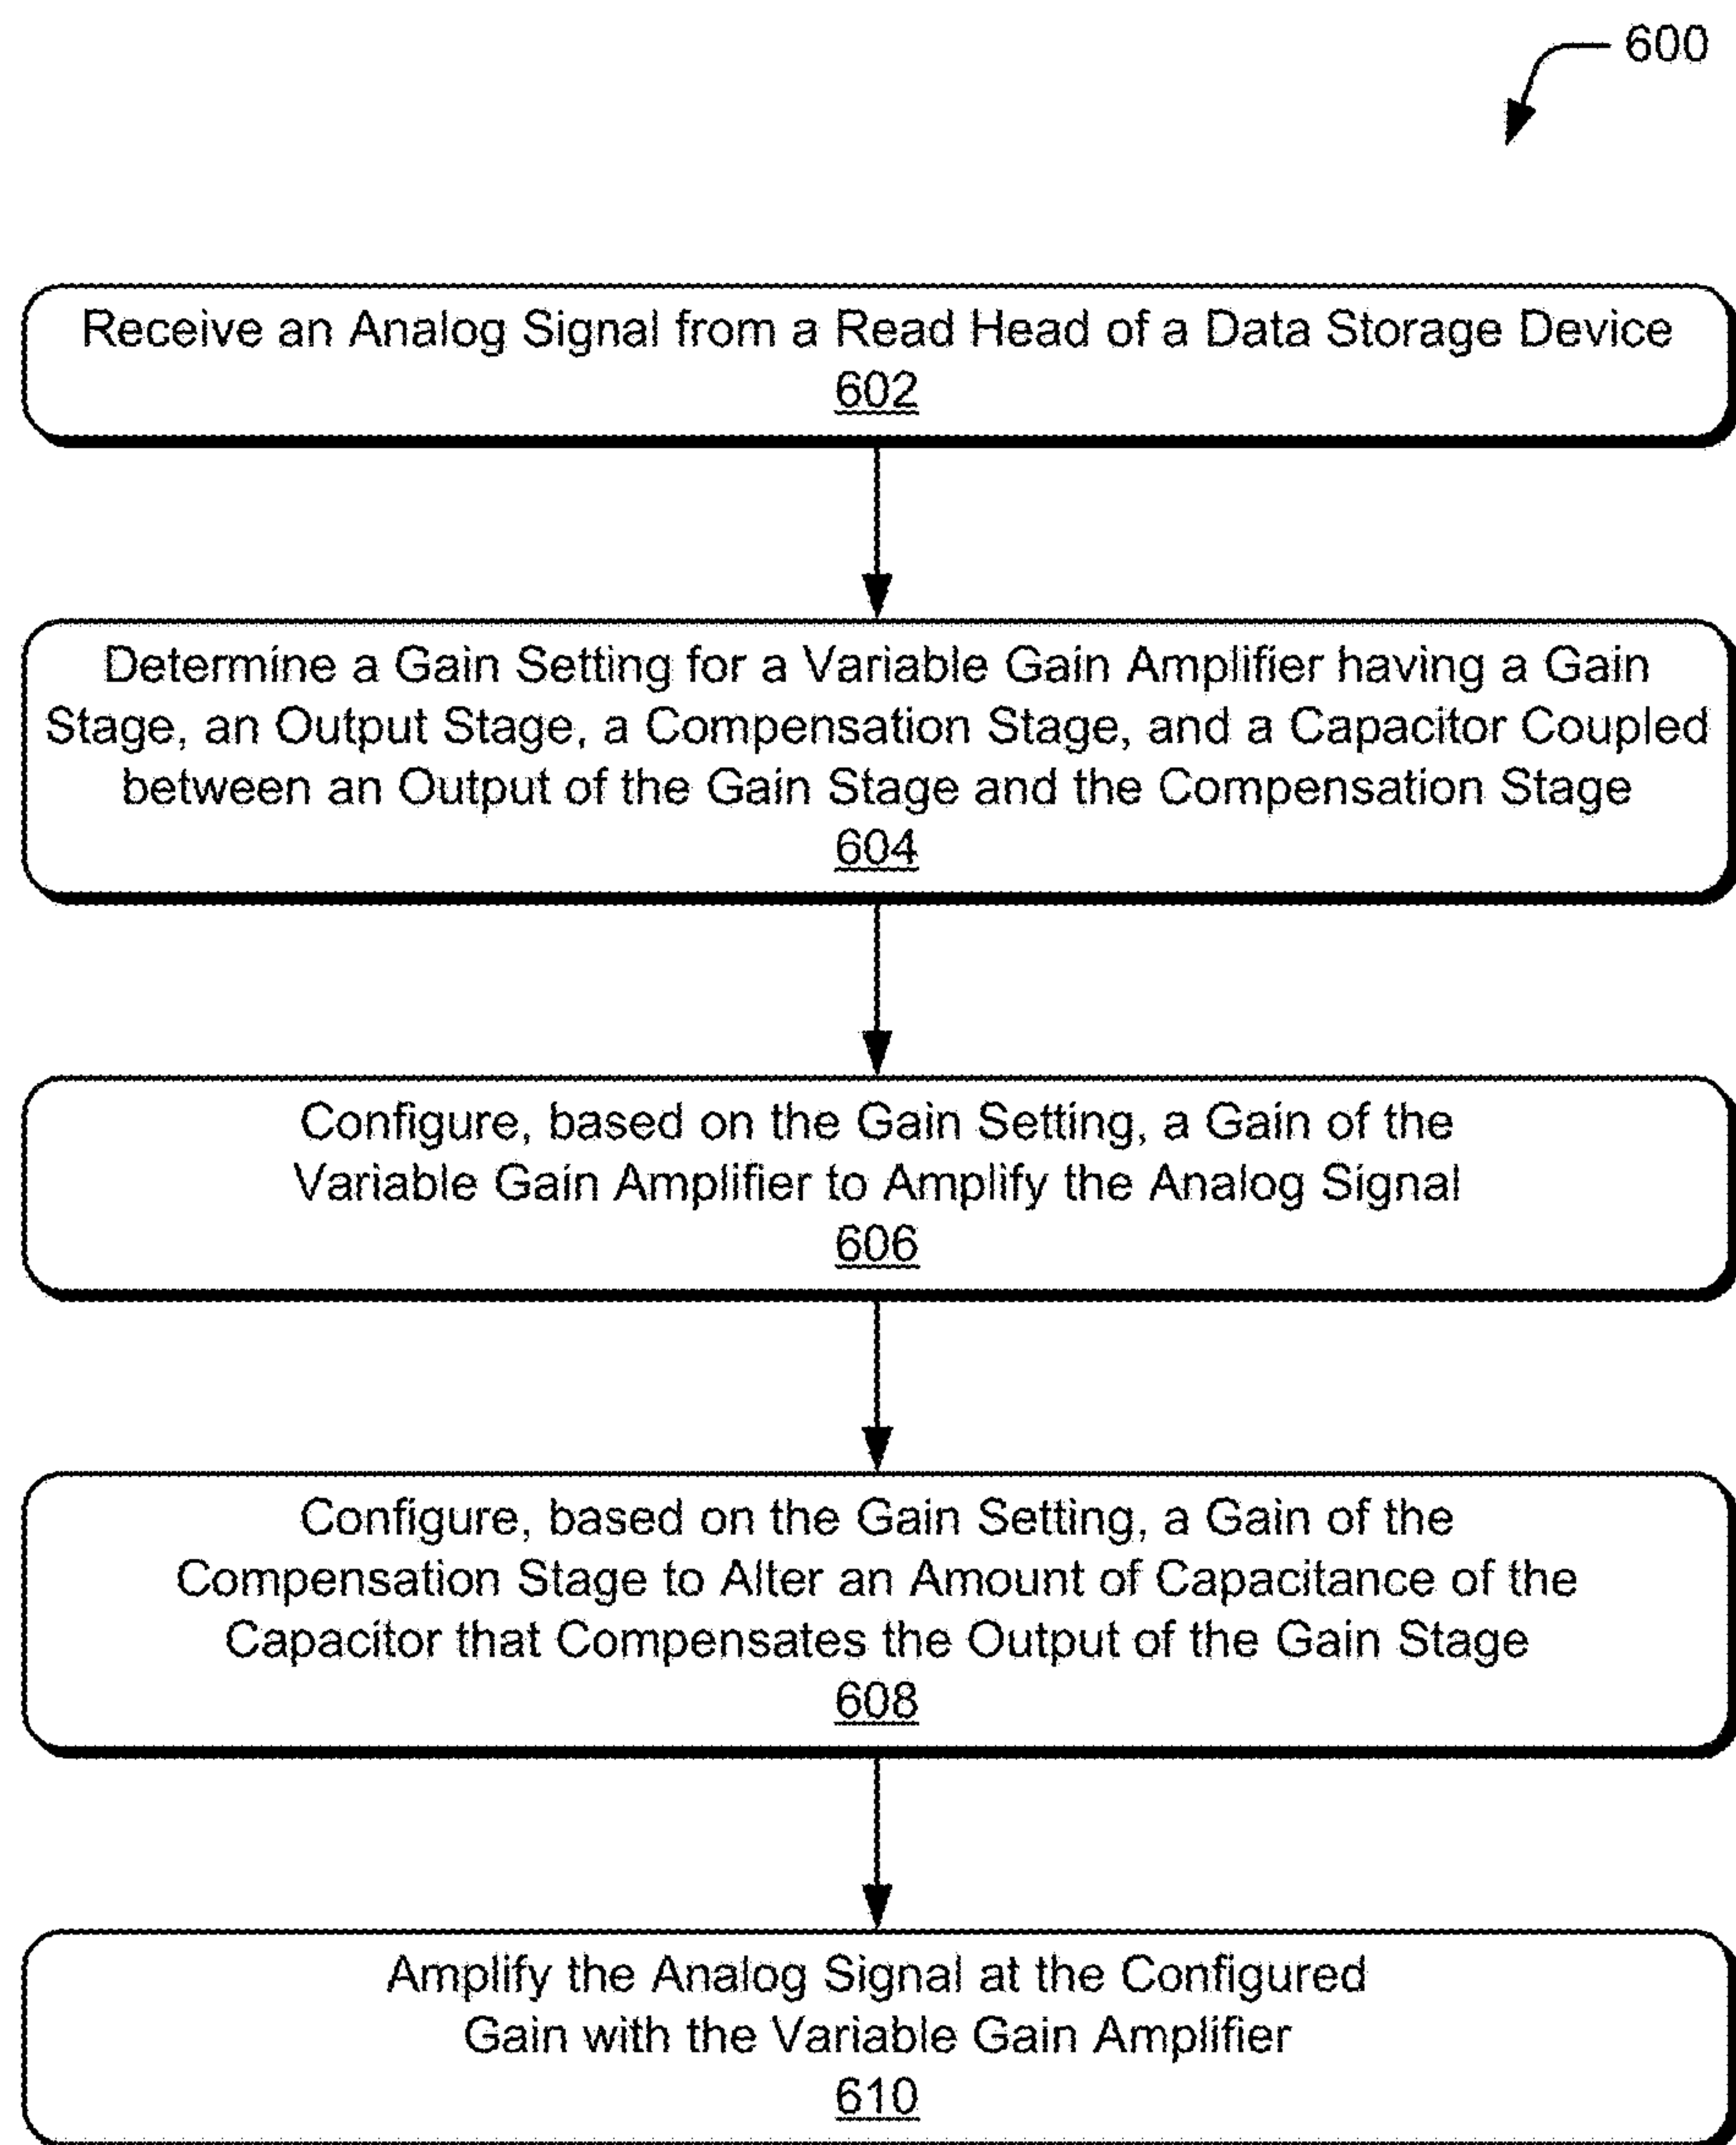 600
Receive an Analog Signal from a Read Head of a Data Storage Device
602
Determine a Gain Setting for a Variable Gain Amplifier having a Gain
Stage, an Output Stage, a Compensation Stage, and a Capacitor Coupled
between an Output of the Gain Stage and the Compensation Stage
604
Configure, based on the Gain Setting, a Gain of the
Variable Gain Amplifier to Amplify the Analog Signal
606
Configure, based on the Gain Setting, a Gain of the
Compensation Stage to Alter an Amount of Capacitance of the
Capacitor that Compensates the Output of the Gain Stage
608
Amplify the Analog Signal at the Configured
Gain with the Variable Gain Amplifier
610